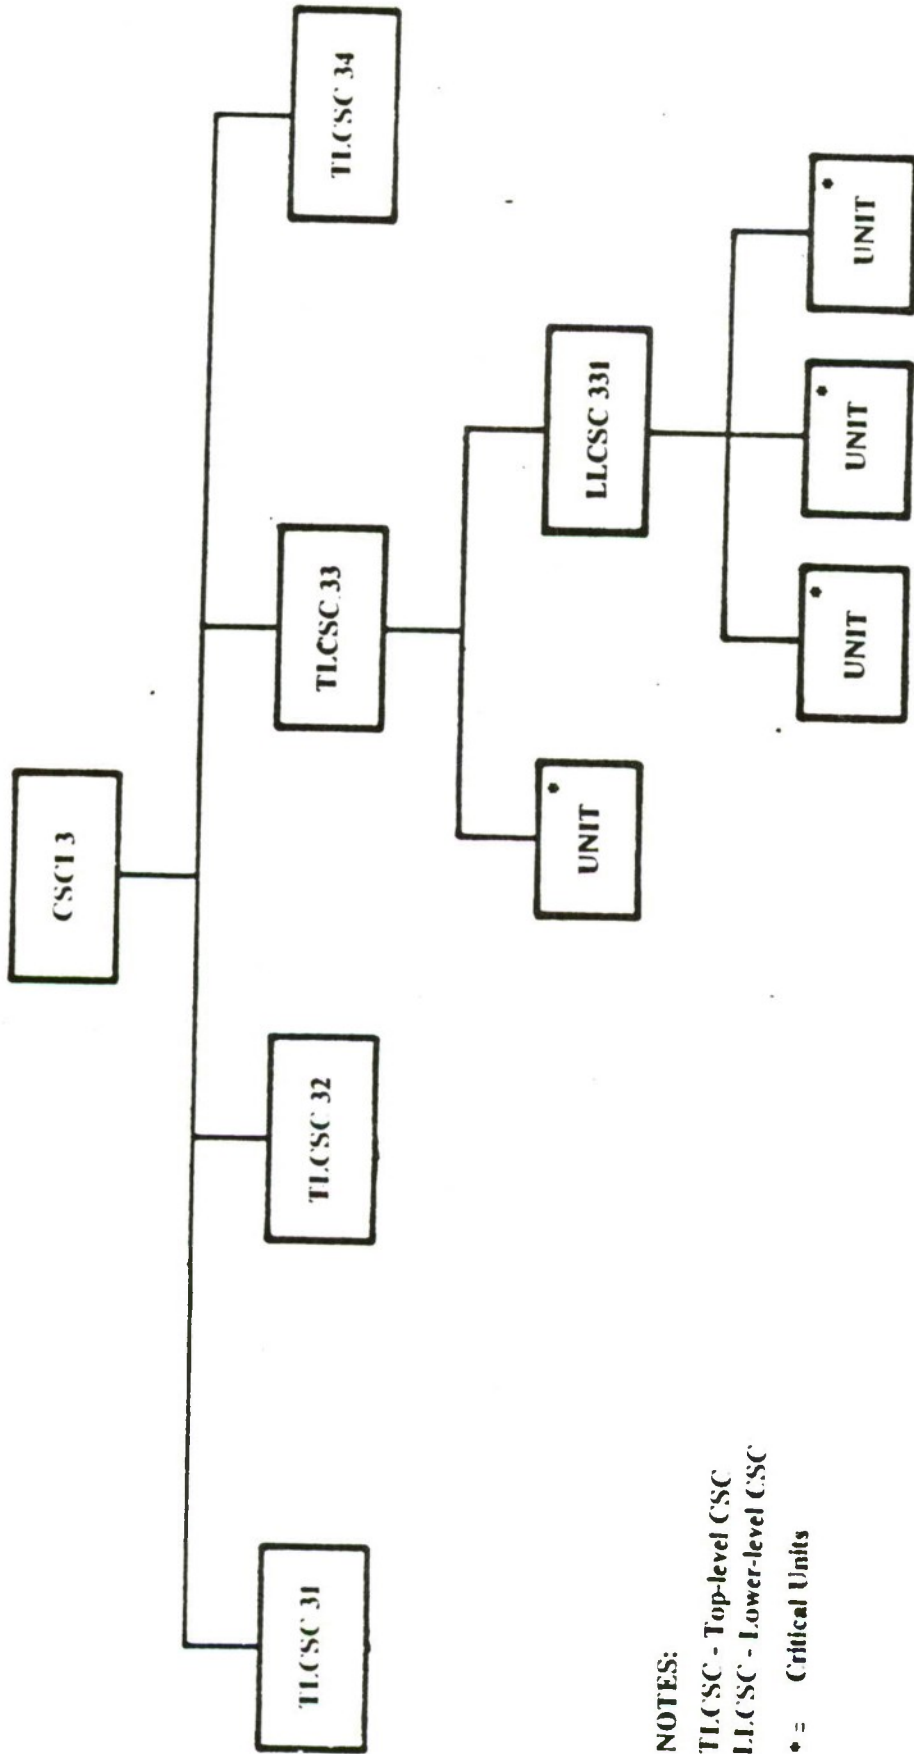 CSCI 3
TLCSC 31
TLCSC 32
TLCSC 33
TLCSC 34
UNIT *
LLCSC 331
UNIT *
UNIT *
UNIT *
NOTES:
TLCSC - Top-level CSC
LLCSC - Lower-level CSC
* = Critical Units